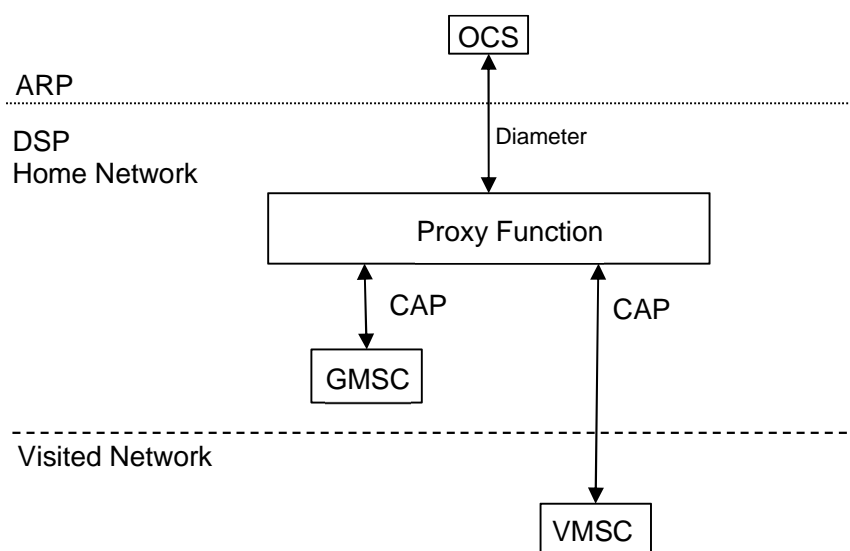 OCS
ARP
DSP
Diameter
Home Network
Proxy Function
CAP
CAP
GMSC
Visited Network
VMSC